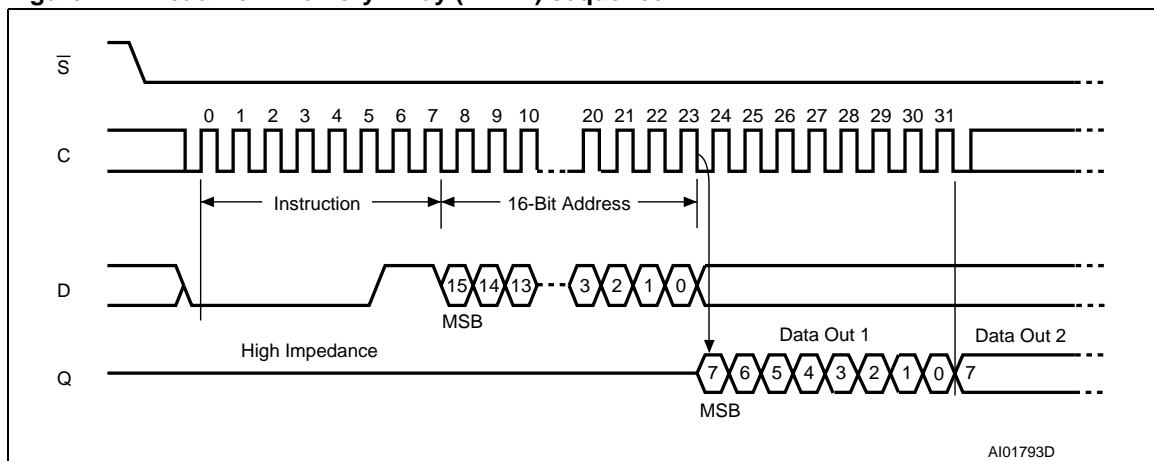 S
0 1 2 3 4 5 6 7 8 9 10 20 21 22 23 24 25 26 27 28 29 30 31
C
Instruction 16-Bit Address
D
15 14 13 3 2 1 0
MSB
High Impedance
Data Out 1 Data Out 2
Q
7 6 5 4 3 2 1 0 7
MSB
AI01793D